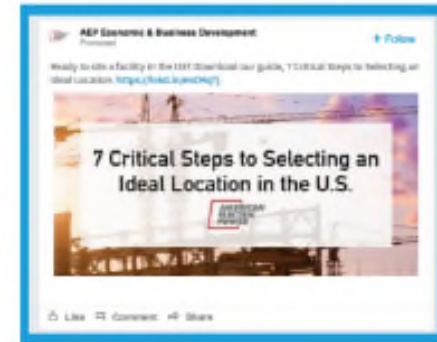 AEP Economic & Business Development
Promoted
+ Follow
Ready to site a facility in the US? Download our guide, 7 Critical Steps to Selecting an
Ideal Location.
7 Critical Steps to Selecting an
Ideal Location in the U.S.
AMERICAN
ELECTRIC
POWER
Like Comment Share